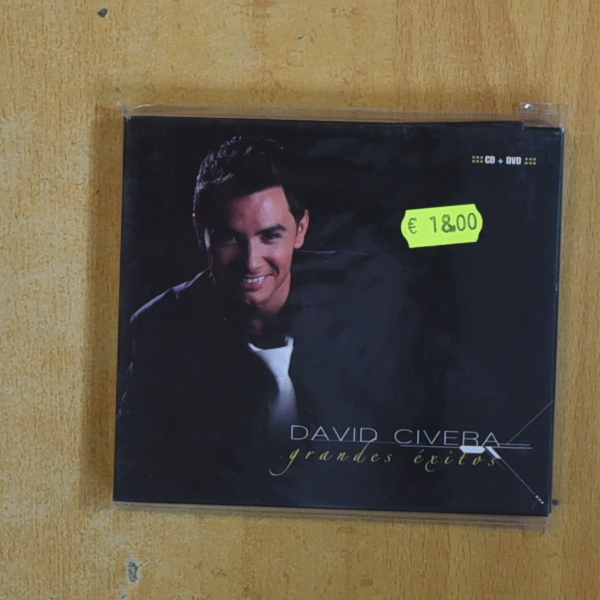 CD + DVD
€ 18.00
DAVID CIVERA
grandes éxitos